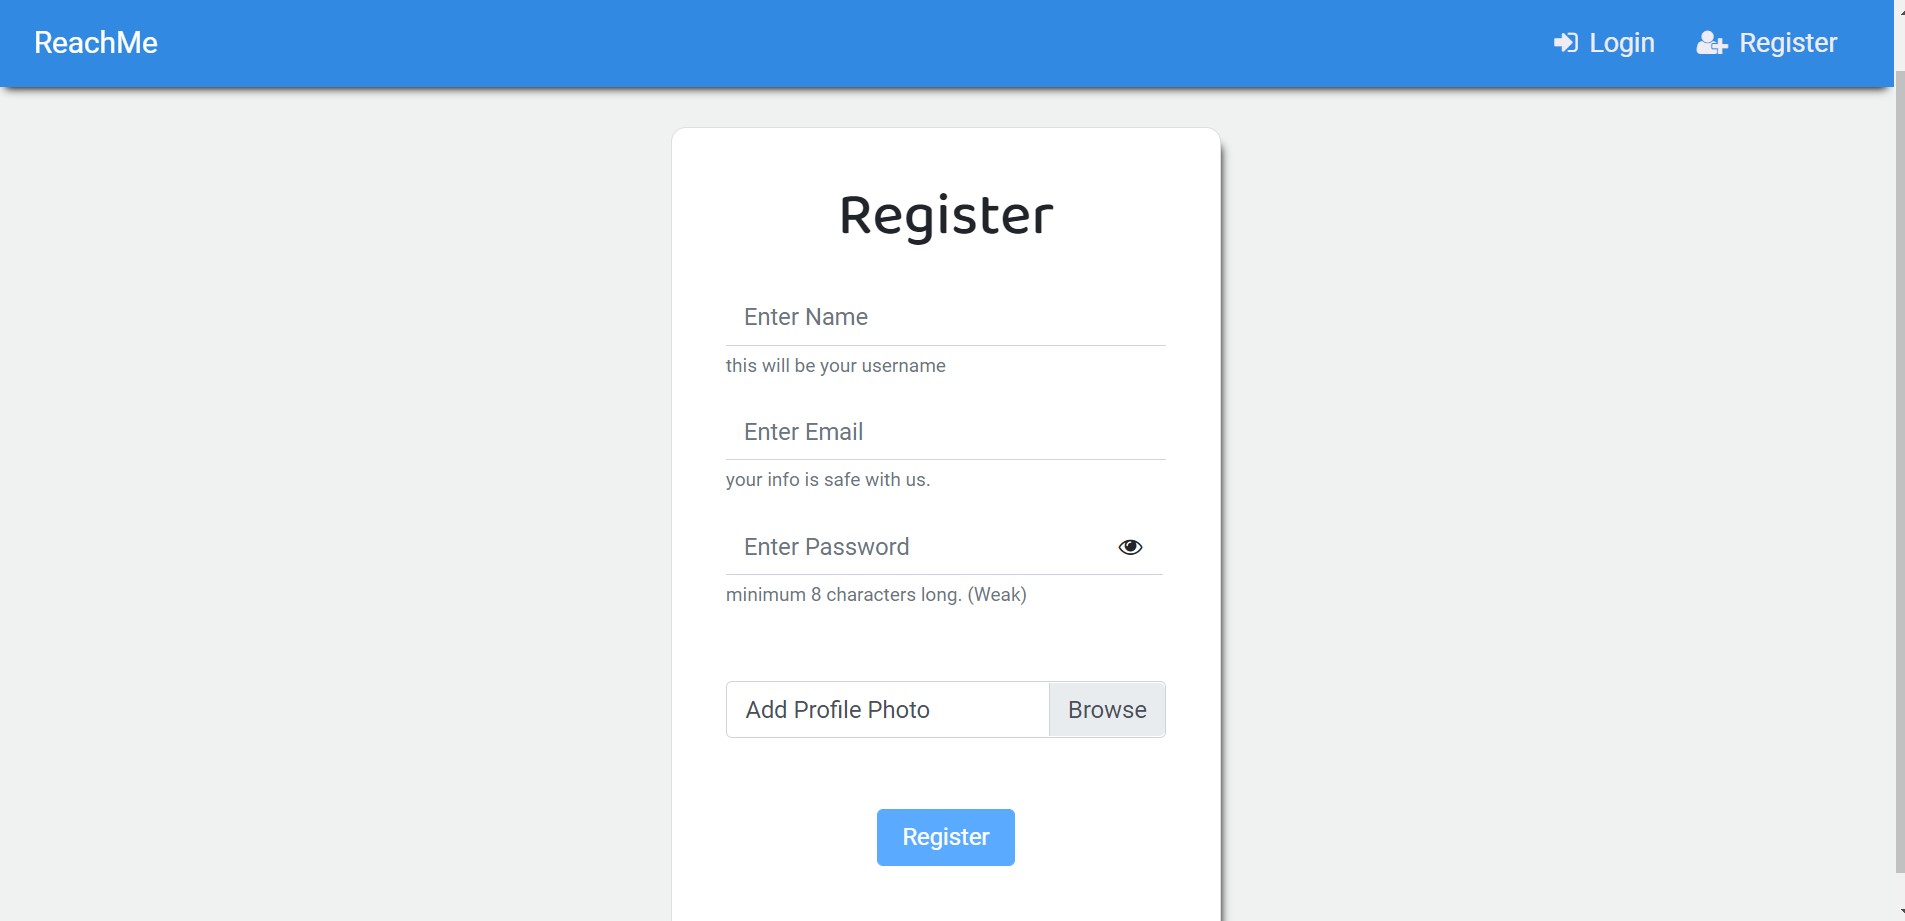 ReachMe
Login
Register
Register
Enter Name
this will be your username
Enter Email
your info is safe with us.
Enter Password
minimum 8 characters long. (Weak)
Add Profile Photo
Browse
Register